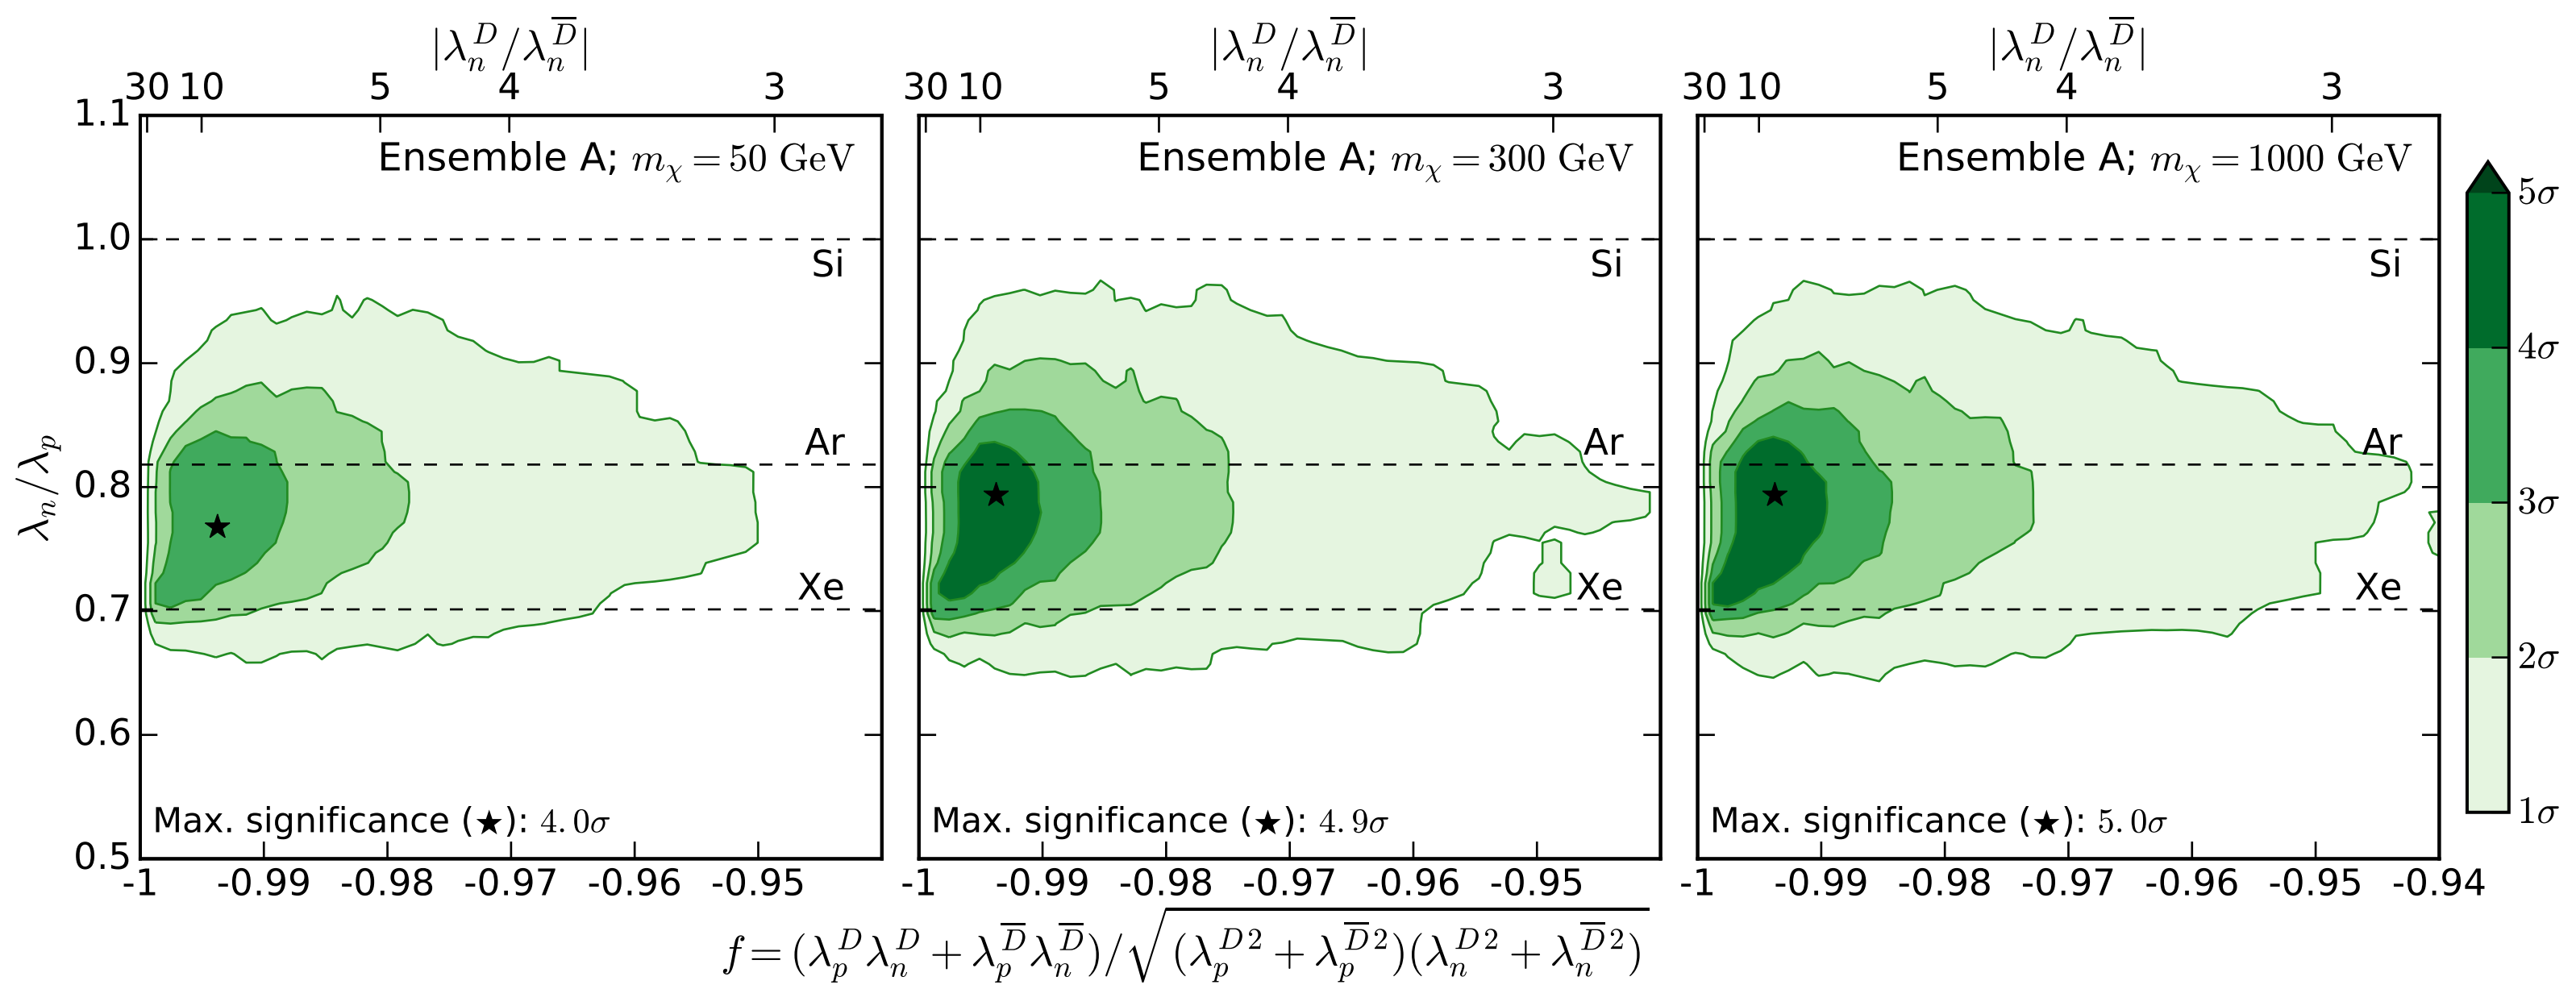 |λ_n^D/λ_n^D̅| |λ_n^D/λ_n^D̅| |λ_n^D/λ_n^D̅|
30 10 5 4 3 30 10 5 4 3 30 10 5 4 3
1.1
Ensemble A; m_χ = 50 GeV Ensemble A; m_χ = 300 GeV Ensemble A; m_χ = 1000 GeV
5σ
1.0
Si Si Si
4σ
0.9
Ar Ar Ar
λ_n/λ_p
0.8
3σ
Xe Xe Xe
0.7
2σ
0.6
Max. significance (★): 4.0σ Max. significance (★): 4.9σ Max. significance (★): 5.0σ
1σ
0.5
-1 -0.99 -0.98 -0.97 -0.96 -0.95 -1 -0.99 -0.98 -0.97 -0.96 -0.95 -1 -0.99 -0.98 -0.97 -0.96 -0.95 -0.94
f = (λ_p^D λ_n^D + λ_p^D̅ λ_n^D̅)/√((λ_p^D2 + λ_p^D̅2)(λ_n^D2 + λ_n^D̅2))